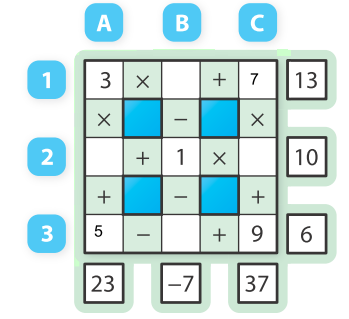 A B C
1 3 × + 7 13
× − ×
2 + 1 × 10
+ − +
3 5 − + 9 6
23 −7 37